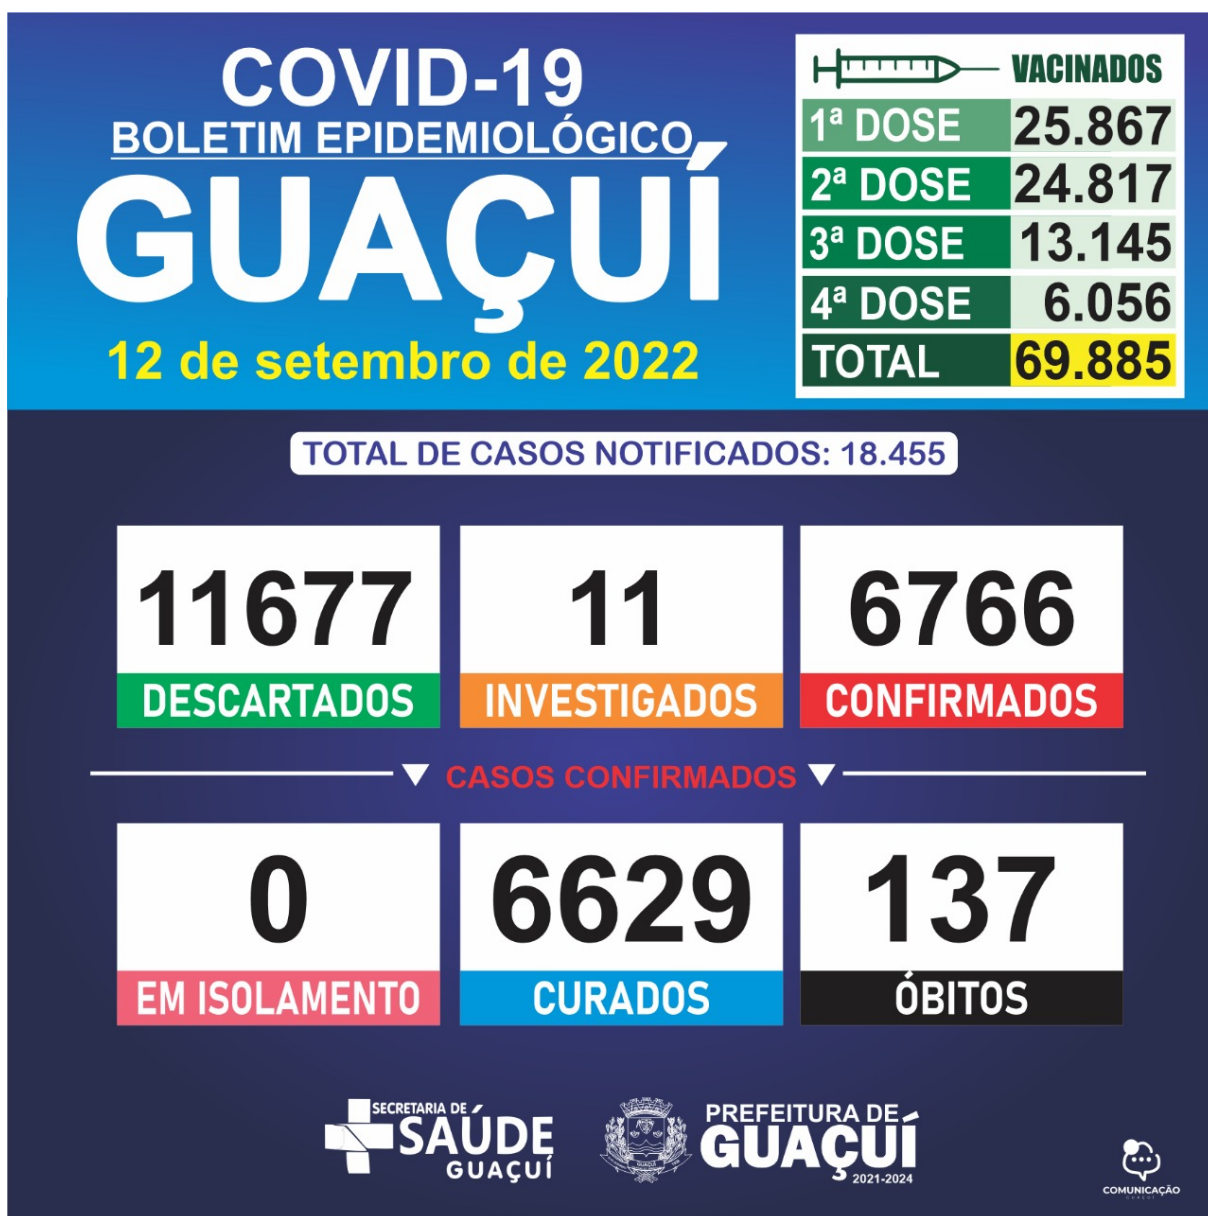 COVID-19
BOLETIM EPIDEMIOLÓGICO
GUAÇUÍ
12 de setembro de 2022
VACINADOS
1ª DOSE 25.867
2ª DOSE 24.817
3ª DOSE 13.145
4ª DOSE 6.056
TOTAL 69.885
TOTAL DE CASOS NOTIFICADOS: 18.455
11677
DESCARTADOS
11
INVESTIGADOS
6766
CONFIRMADOS
CASOS CONFIRMADOS
0
EM ISOLAMENTO
6629
CURADOS
137
ÓBITOS
SECRETARIA DE
SAÚDE
GUAÇUÍ
PREFEITURA DE
GUAÇUÍ
2021-2024
COMUNICAÇÃO
GUAÇUÍ